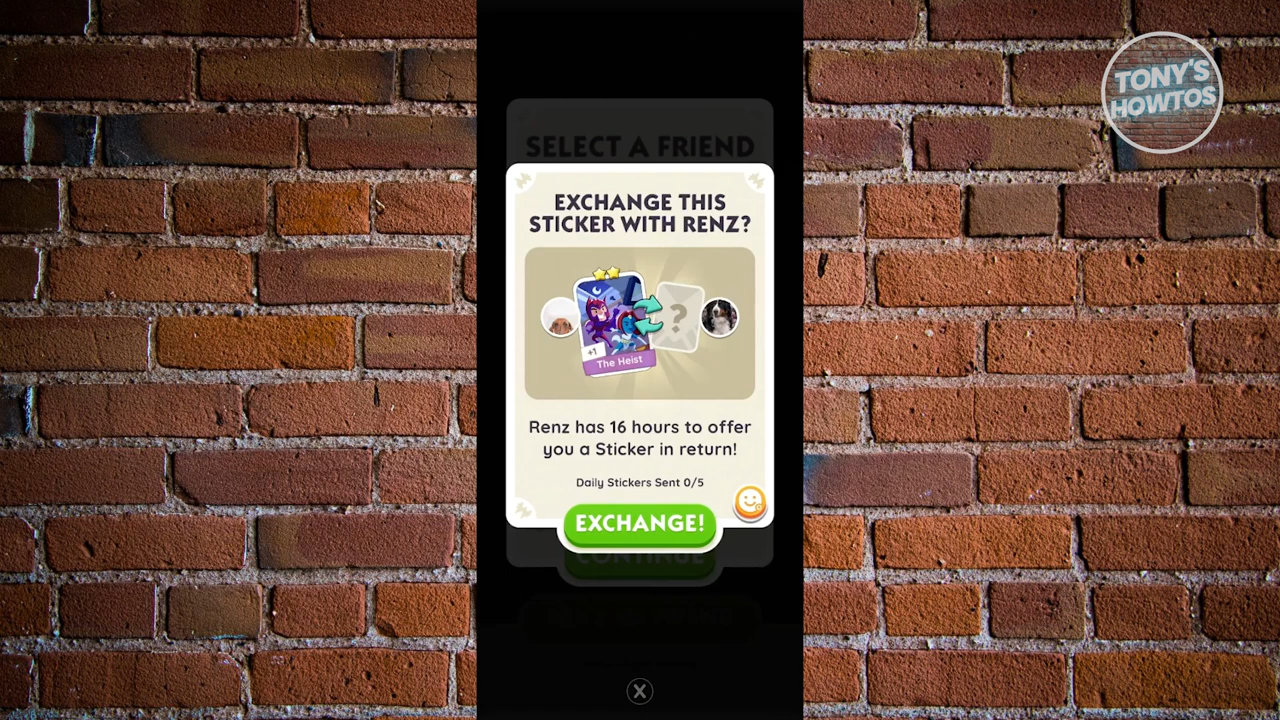 TONY'S
HOWTOS
SELECT A FRIEND
EXCHANGE THIS
STICKER WITH RENZ?
?
+1
The Heist
Renz has 16 hours to offer
you a Sticker in return!
Daily Stickers Sent 0/5
EXCHANGE!
CONTINUE
X